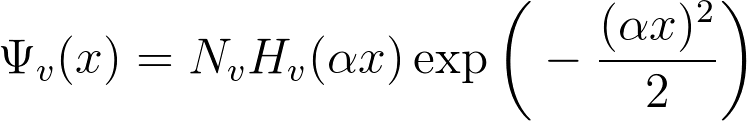 Ψ_v(x) = N_v H_v(αx) exp( − (αx)² / 2 )